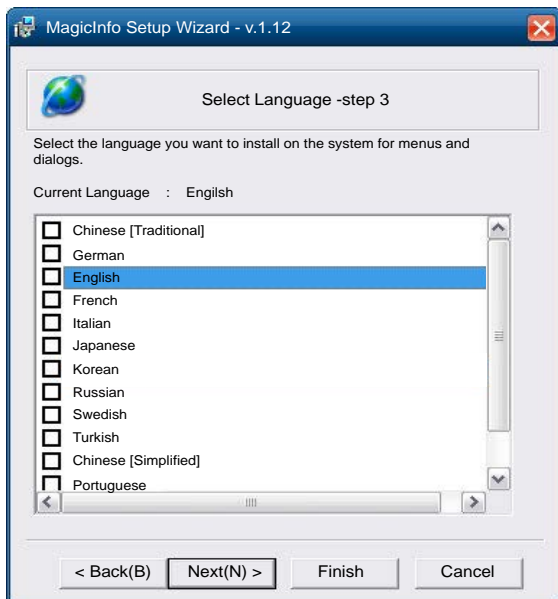 MagicInfo Setup Wizard - v.1.12
Select Language -step 3
Select the language you want to install on the system for menus and
dialogs.
Current Language : Engilsh
Chinese [Traditional]
German
English
French
Italian
Japanese
Korean
Russian
Swedish
Turkish
Chinese [Simplified]
Portuguese
< Back(B) Next(N) > Finish Cancel